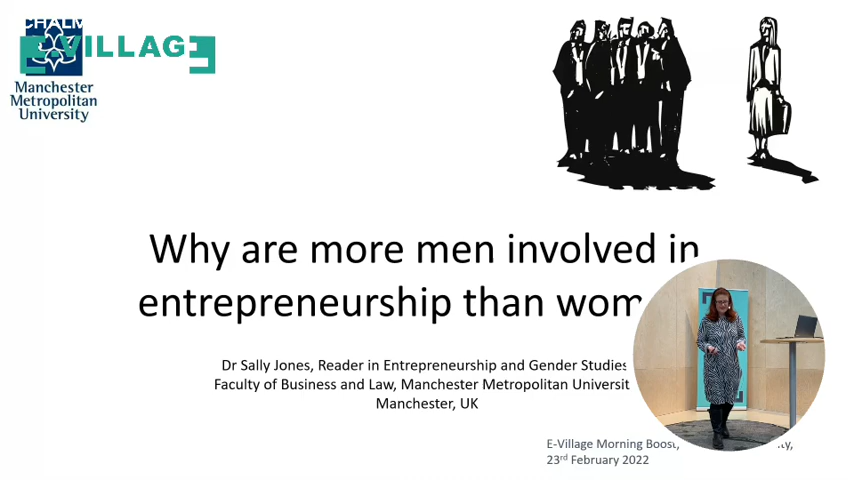 CHALM
E-VILLAGE
Manchester
Metropolitan
University
Why are more men involved in
entrepreneurship than wom
Dr Sally Jones, Reader in Entrepreneurship and Gender Studies
Faculty of Business and Law, Manchester Metropolitan Universit
Manchester, UK
E-Village Morning Boost,
23rd February 2022